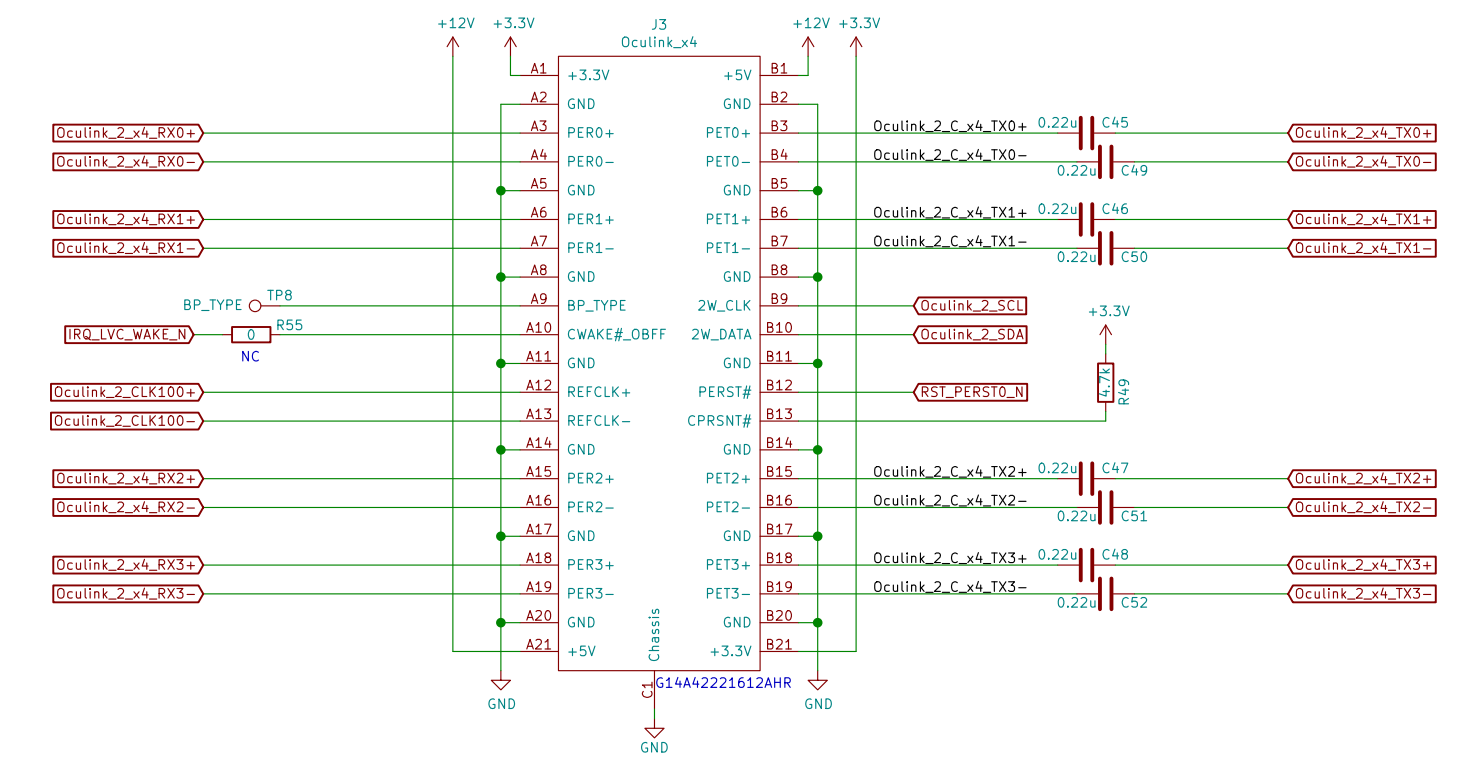 +12V +3.3V J3 +12V +3.3V
Oculink_x4
A1 +3.3V +5V B1
A2 GND GND B2
Oculink_2_x4_RX0+ A3 PER0+ PET0+ B3 Oculink_2_C_x4_TX0+ 0.22u C45 Oculink_2_x4_TX0+
Oculink_2_x4_RX0- A4 PER0- PET0- B4 Oculink_2_C_x4_TX0- 0.22u C49 Oculink_2_x4_TX0-
A5 GND GND B5
Oculink_2_x4_RX1+ A6 PER1+ PET1+ B6 Oculink_2_C_x4_TX1+ 0.22u C46 Oculink_2_x4_TX1+
Oculink_2_x4_RX1- A7 PER1- PET1- B7 Oculink_2_C_x4_TX1- 0.22u C50 Oculink_2_x4_TX1-
A8 GND GND B8
BP_TYPE TP8 A9 BP_TYPE 2W_CLK B9 Oculink_2_SCL +3.3V
IRQ_LVC_WAKE_N 0 R55 A10 CWAKE#_OBFF 2W_DATA B10 Oculink_2_SDA
NC A11 GND GND B11
Oculink_2_CLK100+ A12 REFCLK+ PERST# B12 RST_PERST0_N 4.7k R49
Oculink_2_CLK100- A13 REFCLK- CPRSNT# B13
A14 GND GND B14
Oculink_2_x4_RX2+ A15 PER2+ PET2+ B15 Oculink_2_C_x4_TX2+ 0.22u C47 Oculink_2_x4_TX2+
Oculink_2_x4_RX2- A16 PER2- PET2- B16 Oculink_2_C_x4_TX2- 0.22u C51 Oculink_2_x4_TX2-
A17 GND GND B17
Oculink_2_x4_RX3+ A18 PER3+ PET3+ B18 Oculink_2_C_x4_TX3+ 0.22u C48 Oculink_2_x4_TX3+
Oculink_2_x4_RX3- A19 PER3- PET3- B19 Oculink_2_C_x4_TX3- 0.22u C52 Oculink_2_x4_TX3-
A20 GND Chassis GND B20
A21 +5V +3.3V B21
C1 G14A42221612AHR
GND GND
GND